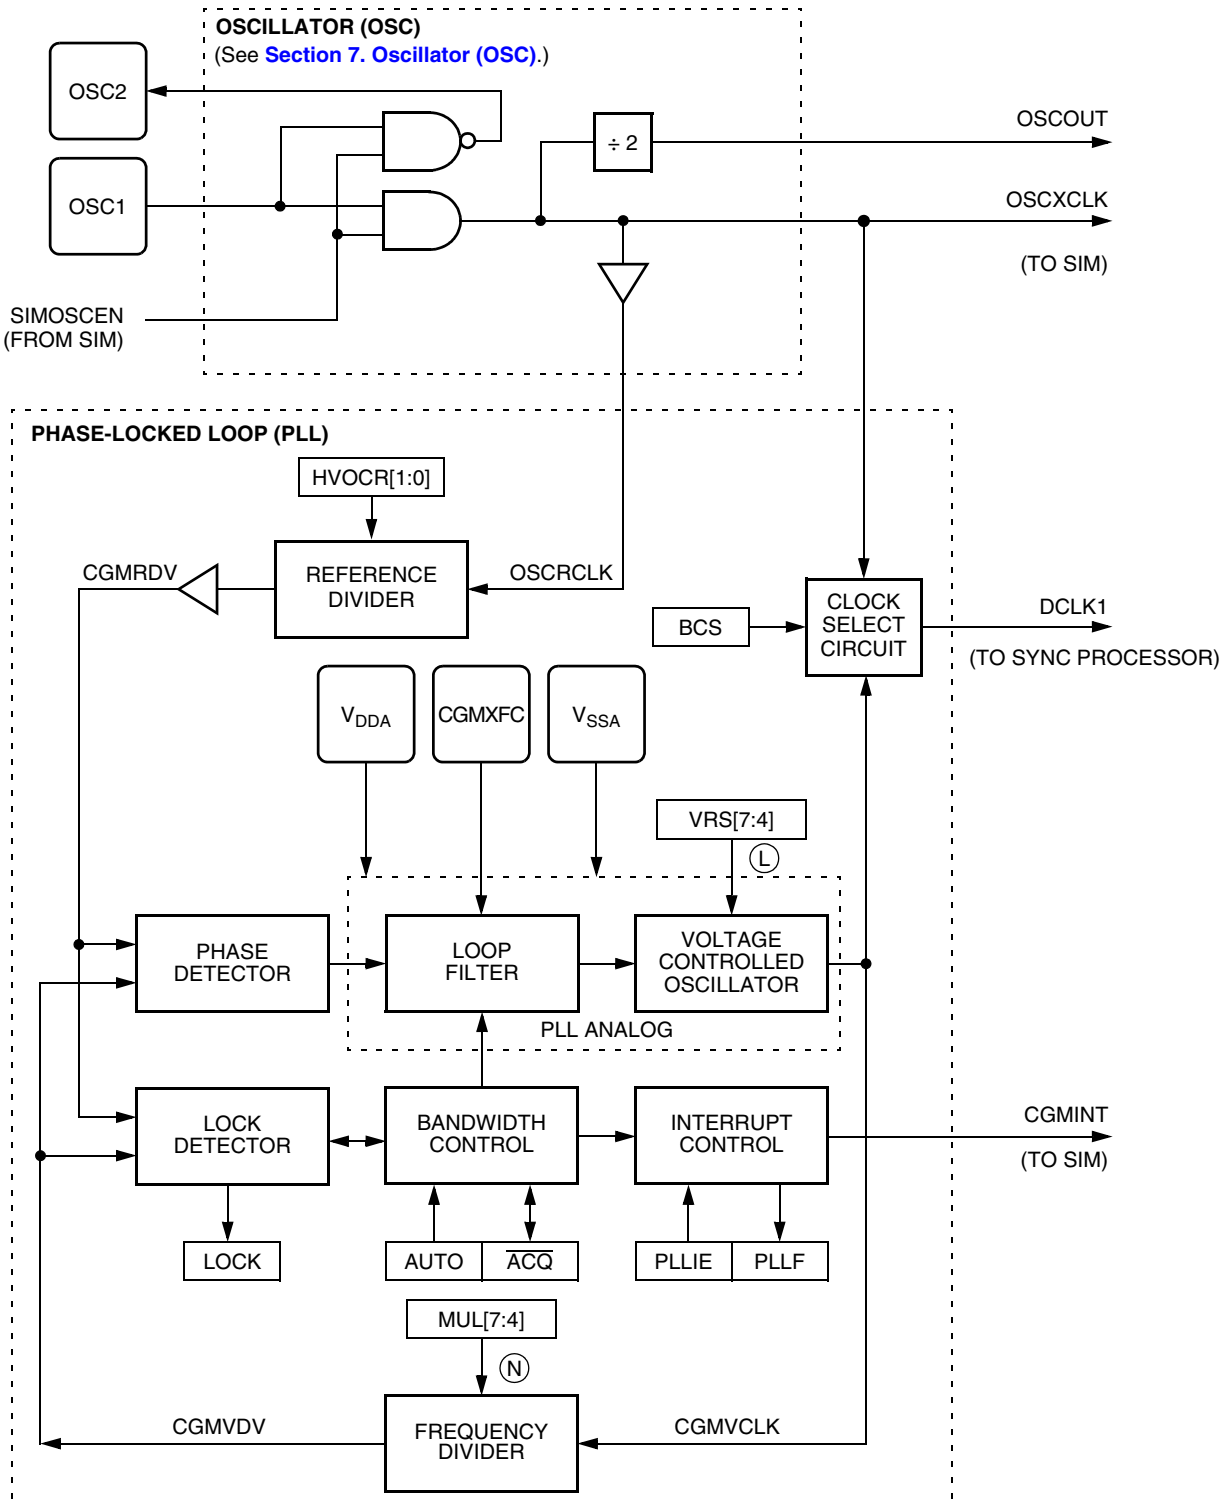 OSCILLATOR (OSC)
(See Section 7. Oscillator (OSC).)
OSC2
OSC1
÷ 2
OSCOUT
OSCXCLK
(TO SIM)
SIMOSCEN
(FROM SIM)
PHASE-LOCKED LOOP (PLL)
HVOCR[1:0]
CGMRDV
REFERENCE
DIVIDER
OSCRCLK
BCS
CLOCK
SELECT
CIRCUIT
DCLK1
(TO SYNC PROCESSOR)
VDDA
CGMXFC
VSSA
VRS[7:4]
L
PHASE
DETECTOR
LOOP
FILTER
VOLTAGE
CONTROLLED
OSCILLATOR
PLL ANALOG
LOCK
DETECTOR
BANDWIDTH
CONTROL
INTERRUPT
CONTROL
CGMINT
(TO SIM)
LOCK
AUTO
A̅C̅Q̅
PLLIE
PLLF
MUL[7:4]
N
CGMVDV
FREQUENCY
DIVIDER
CGMVCLK